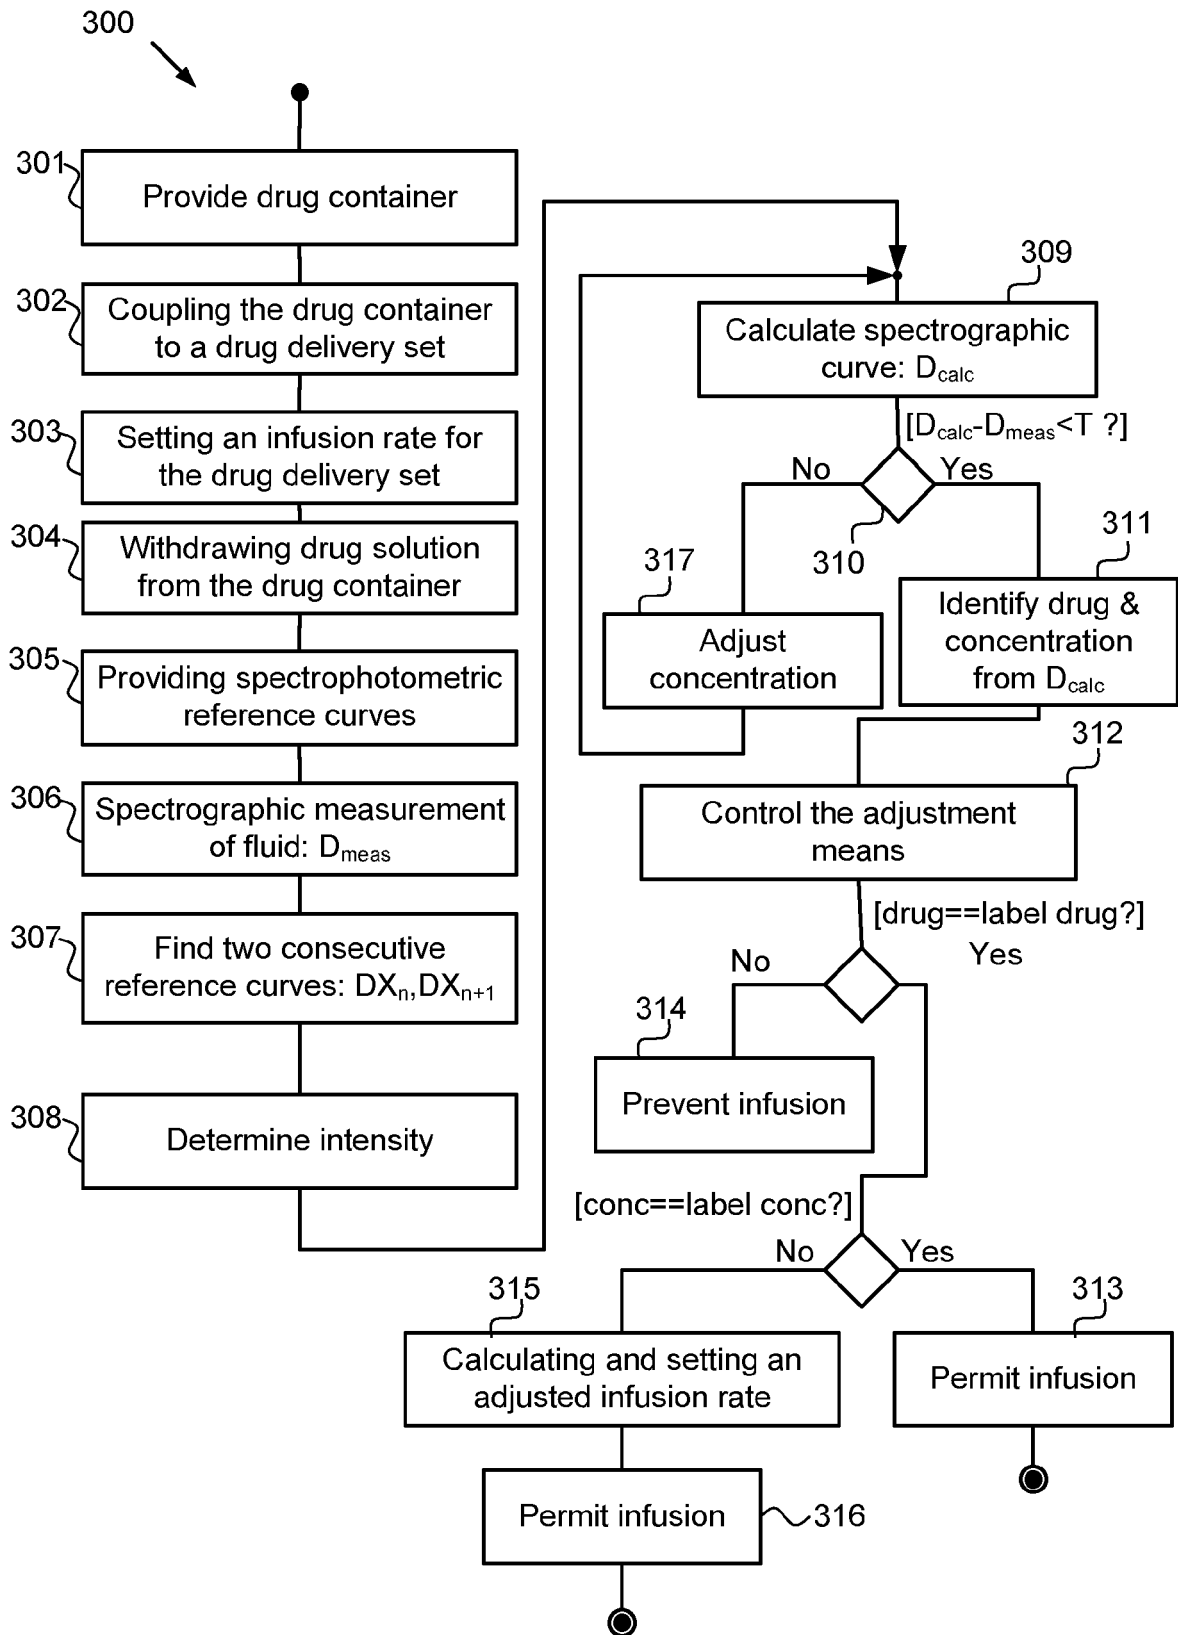 300
301
Provide drug container
302
Coupling the drug container
to a drug delivery set
303
Setting an infusion rate for
the drug delivery set
304
Withdrawing drug solution
from the drug container
305
Providing spectrophotometric
reference curves
306
Spectrographic measurement
of fluid: Dmeas
307
Find two consecutive
reference curves: DXn,DXn+1
308
Determine intensity
309
Calculate spectrographic
curve: Dcalc
[Dcalc-Dmeas<T ?]
No
Yes
310
317
Adjust
concentration
311
Identify drug &
concentration
from Dcalc
312
Control the adjustment
means
[drug==label drug?]
Yes
No
314
Prevent infusion
[conc==label conc?]
No
Yes
315
Calculating and setting an
adjusted infusion rate
313
Permit infusion
Permit infusion
316